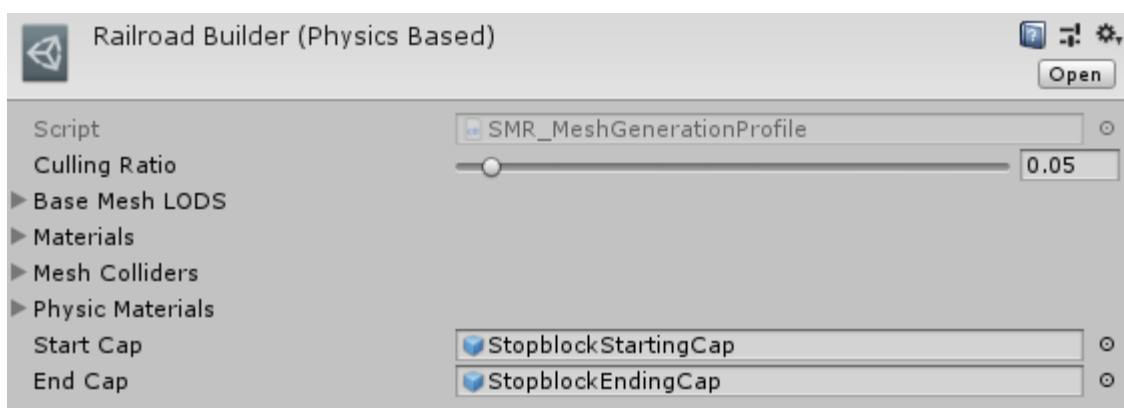 Railroad Builder (Physics Based)
Open
Script SMR_MeshGenerationProfile
Culling Ratio 0.05
Base Mesh LODS
Materials
Mesh Colliders
Physic Materials
Start Cap StopblockStartingCap
End Cap StopblockEndingCap